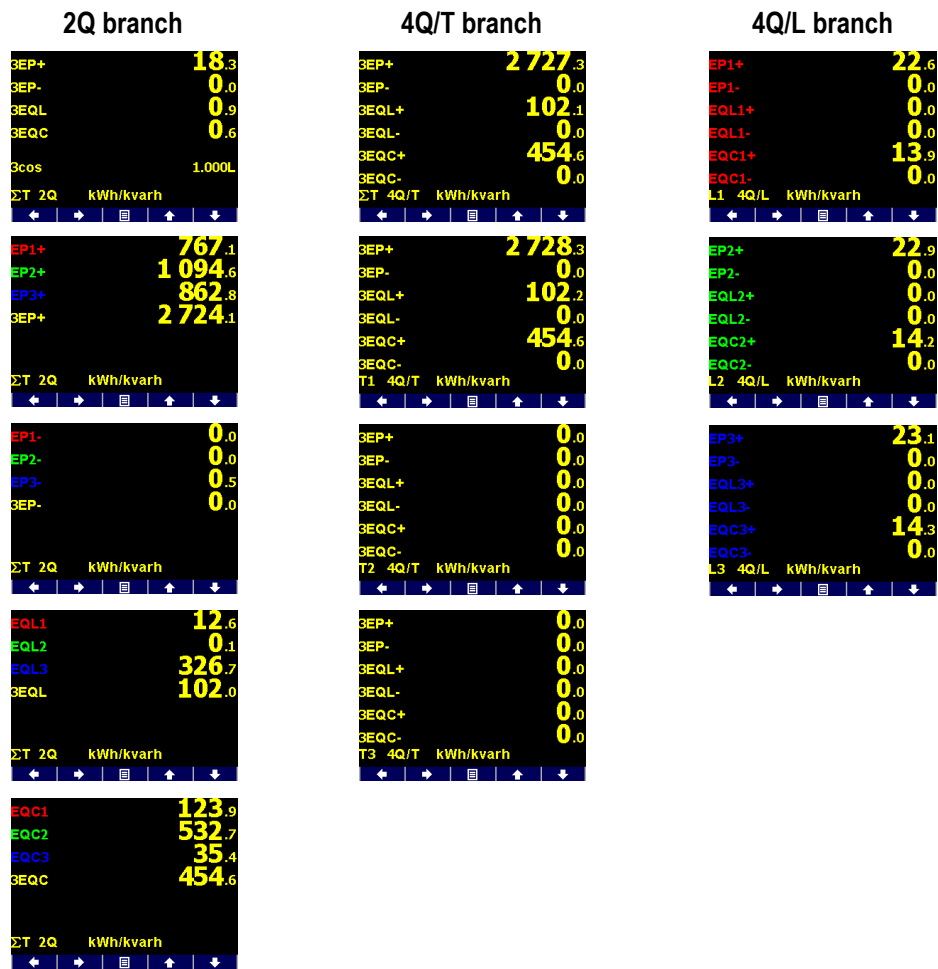 2Q branch
3EP+ 18.3
3EP- 0.0
3EQL 0.9
3EQC 0.6
3cos 1.000L
ΣT 2Q kWh/kvarh
EP1+ 767.1
EP2+ 1 094.6
EP3+ 862.8
3EP+ 2 724.1
ΣT 2Q kWh/kvarh
EP1- 0.0
EP2- 0.0
EP3- 0.5
3EP- 0.0
ΣT 2Q kWh/kvarh
EQL1 12.6
EQL2 0.1
EQL3 326.7
3EQL 102.0
ΣT 2Q kWh/kvarh
EQC1 123.9
EQC2 532.7
EQC3 35.4
3EQC 454.6
ΣT 2Q kWh/kvarh
4Q/T branch
3EP+ 2 727.3
3EP- 0.0
3EQL+ 102.1
3EQL- 0.0
3EQC+ 454.6
3EQC- 0.0
ΣT 4Q/T kWh/kvarh
3EP+ 2 728.3
3EP- 0.0
3EQL+ 102.2
3EQL- 0.0
3EQC+ 454.6
3EQC- 0.0
T1 4Q/T kWh/kvarh
3EP+ 0.0
3EP- 0.0
3EQL+ 0.0
3EQL- 0.0
3EQC+ 0.0
3EQC- 0.0
T2 4Q/T kWh/kvarh
3EP+ 0.0
3EP- 0.0
3EQL+ 0.0
3EQL- 0.0
3EQC+ 0.0
3EQC- 0.0
T3 4Q/T kWh/kvarh
4Q/L branch
EP1+ 22.6
EP1- 0.0
EQL1+ 0.0
EQL1- 0.0
EQC1+ 13.9
EQC1- 0.0
L1 4Q/L kWh/kvarh
EP2+ 22.9
EP2- 0.0
EQL2+ 0.0
EQL2- 0.0
EQC2+ 14.2
EQC2- 0.0
L2 4Q/L kWh/kvarh
EP3+ 23.1
EP3- 0.0
EQL3+ 0.0
EQL3- 0.0
EQC3+ 14.3
EQC3- 0.0
L3 4Q/L kWh/kvarh